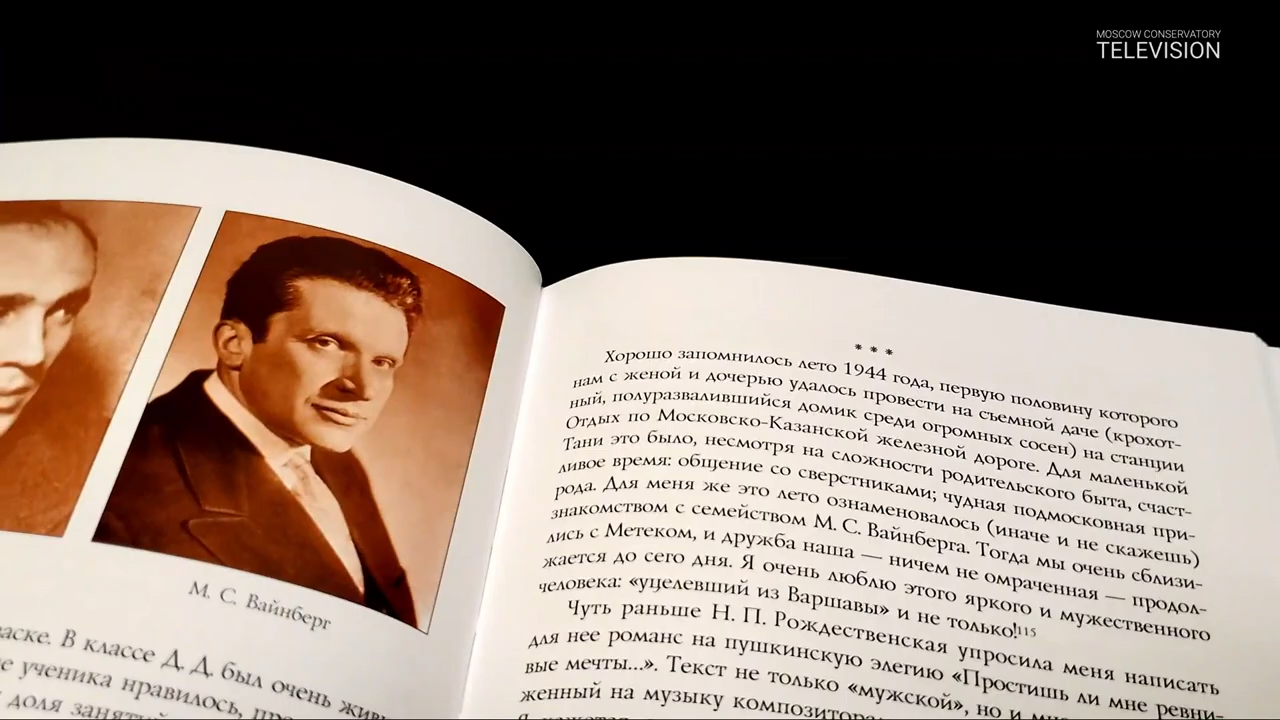 MOSCOW CONSERVATORY
TELEVISION
М. С. Вайнберг
В классе Д. Д. был очень
ученика нравилось,
доля
* * *
Хорошо запомнилось лето 1944 года, первую половину которого
нам с женой и дочерью удалось провести на съемной даче (крохот-
ный, полуразвалившийся домик среди огромных сосен) на станции
Отдых по Московско-Казанской железной дороге. Для маленькой
Тани это было, несмотря на сложности родительского быта, счаст-
ливое время: общение со сверстниками; чудная подмосковная при-
рода. Для меня же это лето ознаменовалось (иначе и не скажешь)
знакомством с семейством М. С. Вайнберга. Тогда мы очень сблизи-
лись с Метеком, и дружба наша — ничем не омраченная — продол-
жается до сего дня. Я очень люблю этого яркого и мужественного
человека: «уцелевший из Варшавы» и не только!115
Чуть раньше Н. П. Рождественская упросила меня написать
для нее романс на пушкинскую элегию «Простишь ли мне ревни-
вые мечты...». Текст не только «мужской», но и
женный на музыку